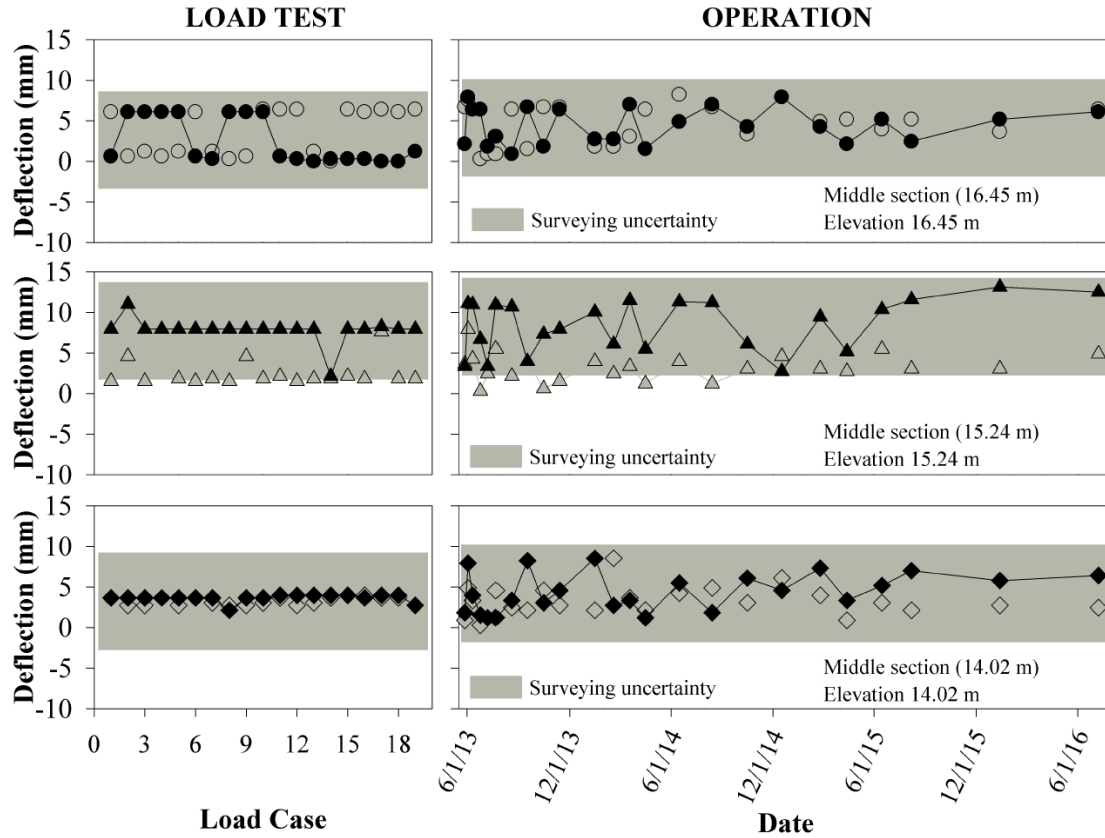 LOAD TEST
OPERATION
Deflection (mm)
15
10
5
0
-5
-10
Surveying uncertainty
Middle section (16.45 m)
Elevation 16.45 m
Deflection (mm)
15
10
5
0
-5
-10
Surveying uncertainty
Middle section (15.24 m)
Elevation 15.24 m
Deflection (mm)
15
10
5
0
-5
-10
Surveying uncertainty
Middle section (14.02 m)
Elevation 14.02 m
0 3 6 9 12 15 18
6/1/13 12/1/13 6/1/14 12/1/14 6/1/15 12/1/15 6/1/16
Load Case
Date